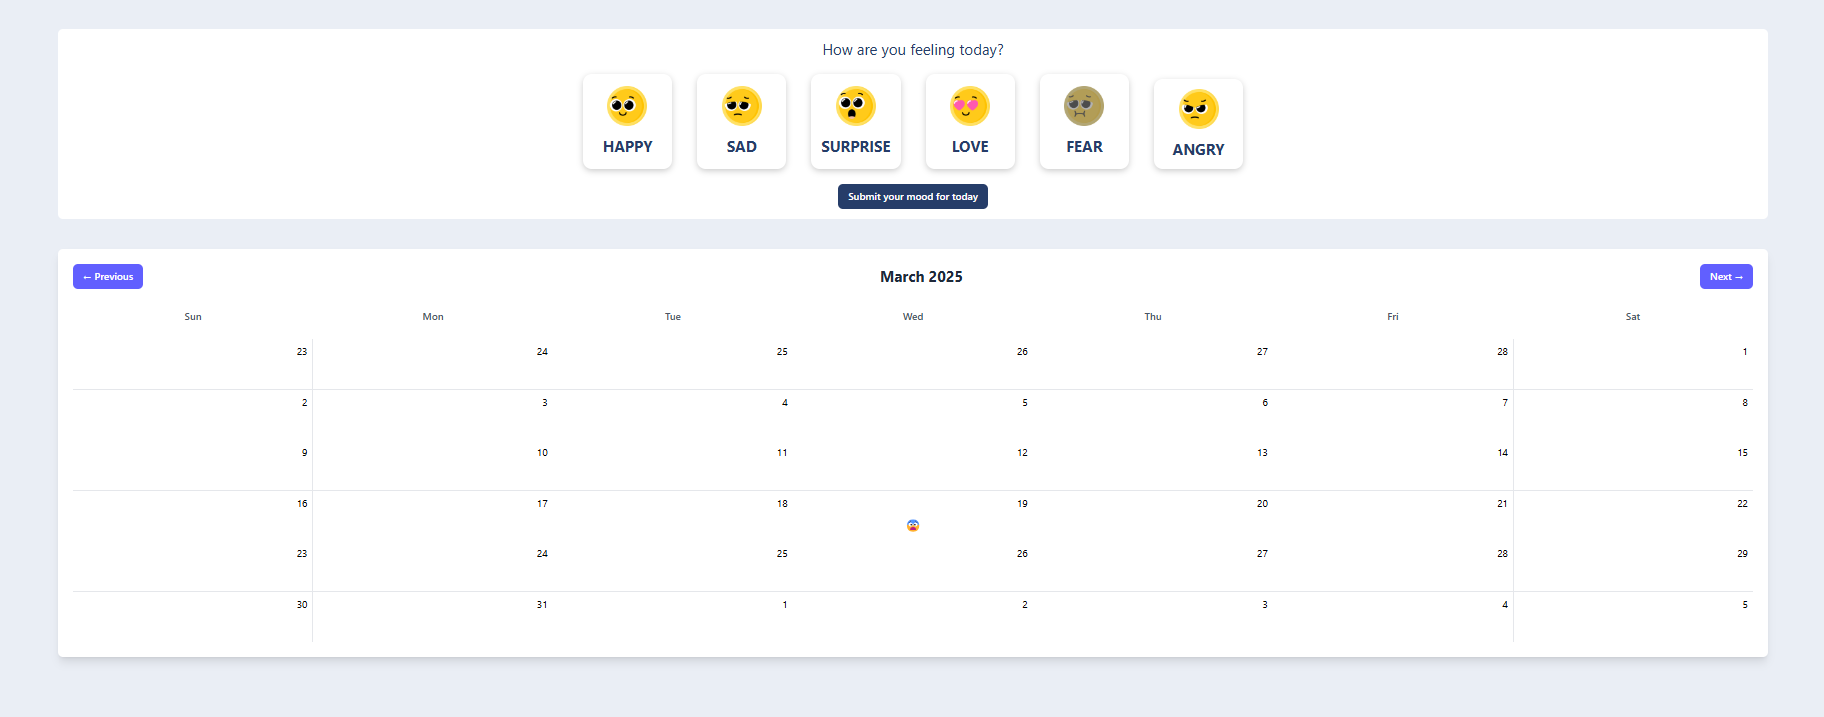 How are you feeling today?
HAPPY SAD SURPRISE LOVE FEAR ANGRY
Submit your mood for today
← Previous March 2025 Next →
Sun Mon Tue Wed Thu Fri Sat
23 24 25 26 27 28 1
2 3 4 5 6 7 8
9 10 11 12 13 14 15
16 17 18 19 20 21 22
23 24 25 26 27 28 29
30 31 1 2 3 4 5